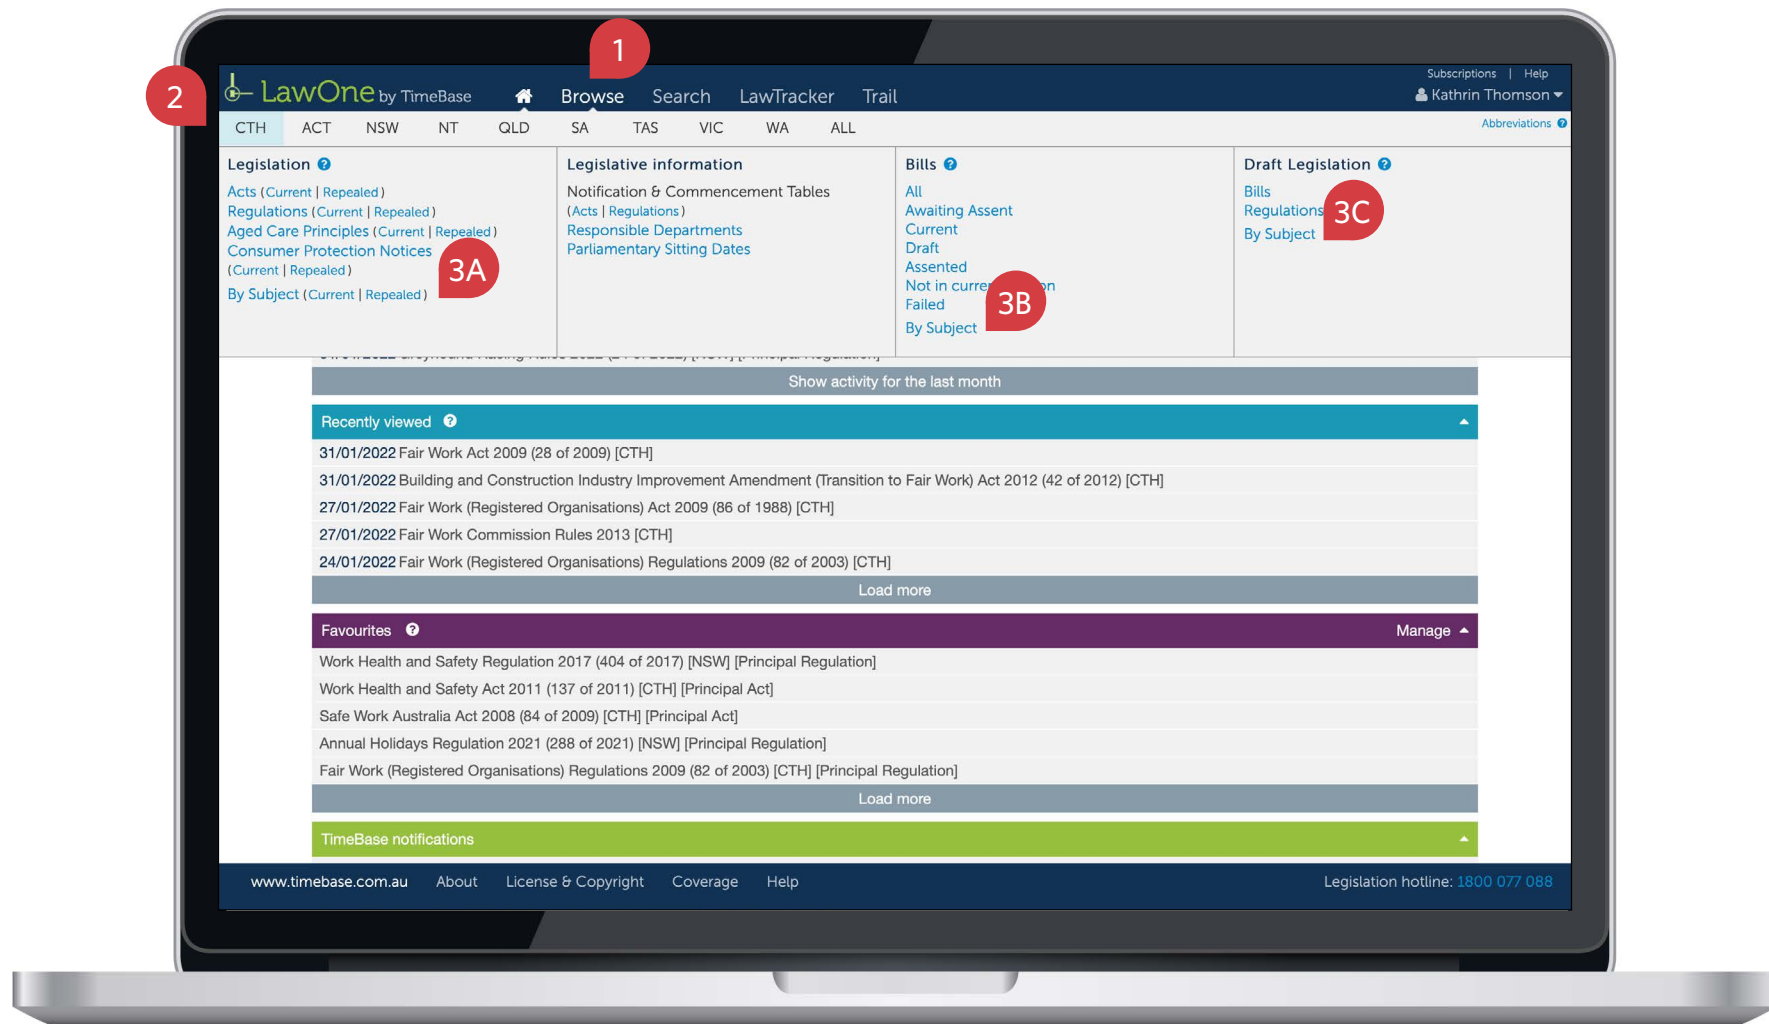 1
2
LawOne by TimeBase
Browse Search LawTracker Trail
Subscriptions | Help
Kathrin Thomson
CTH ACT NSW NT QLD SA TAS VIC WA ALL
Abbreviations ?
Legislation ?
Acts (Current | Repealed)
Regulations (Current | Repealed)
Aged Care Principles (Current | Repealed)
Consumer Protection Notices
(Current | Repealed)
3A
By Subject (Current | Repealed)
Legislative information
Notification & Commencement Tables
(Acts | Regulations)
Responsible Departments
Parliamentary Sitting Dates
Bills ?
All
Awaiting Assent
Current
Draft
Assented
Not in
Failed
3B
By Subject
Draft Legislation ?
Bills
Regulations
3C
By Subject
Show activity for the last month
Recently viewed ?
31/01/2022 Fair Work Act 2009 (28 of 2009) [CTH]
31/01/2022 Building and Construction Industry Improvement Amendment (Transition to Fair Work) Act 2012 (42 of 2012) [CTH]
27/01/2022 Fair Work (Registered Organisations) Act 2009 (86 of 1988) [CTH]
27/01/2022 Fair Work Commission Rules 2013 [CTH]
24/01/2022 Fair Work (Registered Organisations) Regulations 2009 (82 of 2003) [CTH]
Load more
Favourites ?
Manage
Work Health and Safety Regulation 2017 (404 of 2017) [NSW] [Principal Regulation]
Work Health and Safety Act 2011 (137 of 2011) [CTH] [Principal Act]
Safe Work Australia Act 2008 (84 of 2009) [CTH] [Principal Act]
Annual Holidays Regulation 2021 (288 of 2021) [NSW] [Principal Regulation]
Fair Work (Registered Organisations) Regulations 2009 (82 of 2003) [CTH] [Principal Regulation]
Load more
TimeBase notifications
www.timebase.com.au About License & Copyright Coverage Help
Legislation hotline: 1800 077 088